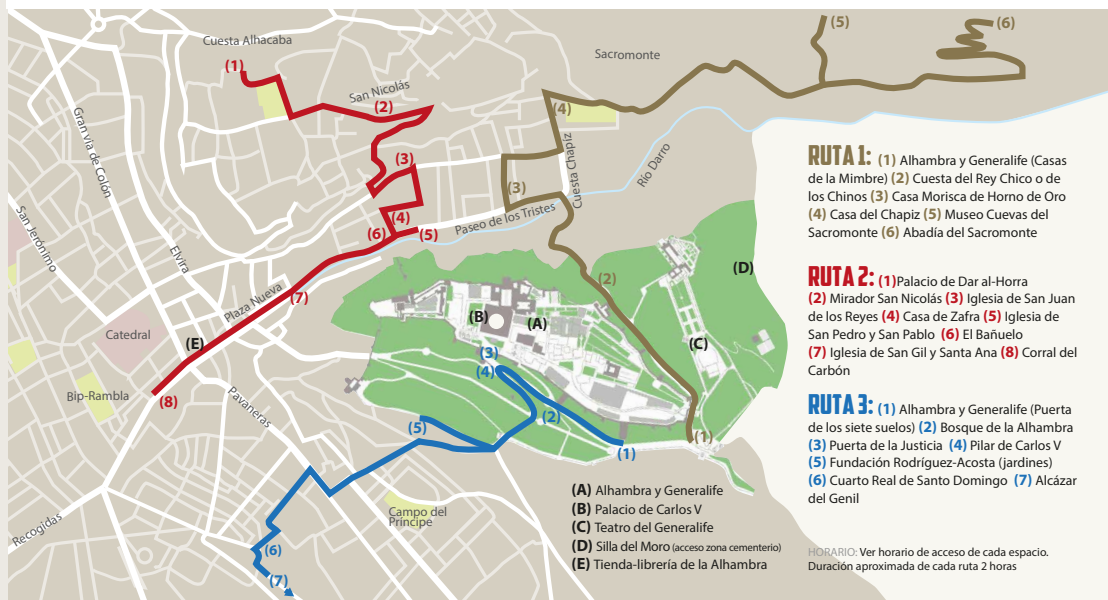 Cuesta Alhacaba
(1)
San Nicolás
(2)
(3)
(4)
(5)
(6)
(7)
(8)
Sacromonte
(5)
(6)
(4)
(3)
Cuesta Chapiz
Río Darro
Paseo de los Tristes
(2)
(1)
Gran vía de Colón
San Jerónimo
Elvira
Plaza Nueva
Catedral
(E)
Bip-Rambla
Pavaneras
Recogidas
Campo del
Príncipe
(A)
(B)
(C)
(D)
(3)
(4)
(2)
(1)
(5)
(6)
(7)
(A) Alhambra y Generalife
(B) Palacio de Carlos V
(C) Teatro del Generalife
(D) Silla del Moro (acceso zona cementerio)
(E) Tienda-librería de la Alhambra
RUTA 1: (1) Alhambra y Generalife (Casas
de la Mimbre) (2) Cuesta del Rey Chico o de
los Chinos (3) Casa Morisca de Horno de Oro
(4) Casa del Chapiz (5) Museo Cuevas del
Sacromonte (6) Abadía del Sacromonte
RUTA 2: (1)Palacio de Dar al-Horra
(2) Mirador San Nicolás (3) Iglesia de San Juan
de los Reyes (4) Casa de Zafra (5) Iglesia de
San Pedro y San Pablo (6) El Bañuelo
(7) Iglesia de San Gil y Santa Ana (8) Corral del
Carbón
RUTA 3: (1) Alhambra y Generalife (Puerta
de los siete suelos) (2) Bosque de la Alhambra
(3) Puerta de la Justicia (4) Pilar de Carlos V
(5) Fundación Rodríguez-Acosta (jardines)
(6) Cuarto Real de Santo Domingo (7) Alcázar
del Genil
HORARIO: Ver horario de acceso de cada espacio.
Duración aproximada de cada ruta 2 horas